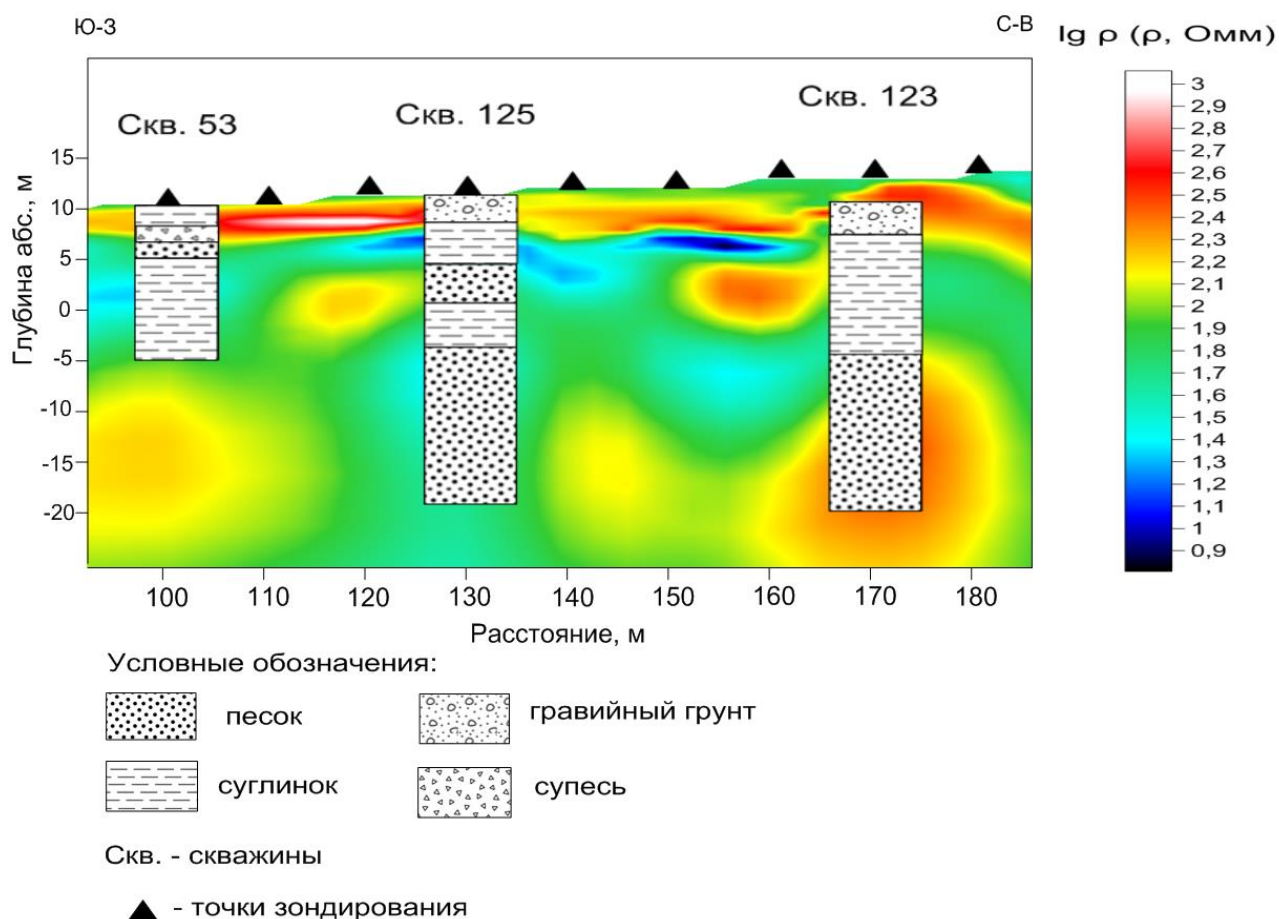 Ю-З
С-В
lg ρ (ρ, Омм)
Скв. 53
Скв. 125
Скв. 123
Глубина абс., м
15
10
5
0
-5
-10
-15
-20
100 110 120 130 140 150 160 170 180
Расстояние, м
3
2,9
2,8
2,7
2,6
2,5
2,4
2,3
2,2
2,1
2
1,9
1,8
1,7
1,6
1,5
1,4
1,3
1,2
1,1
1
0,9
Условные обозначения:
песок
гравийный грунт
суглинок
супесь
Скв. - скважины
- точки зондирования